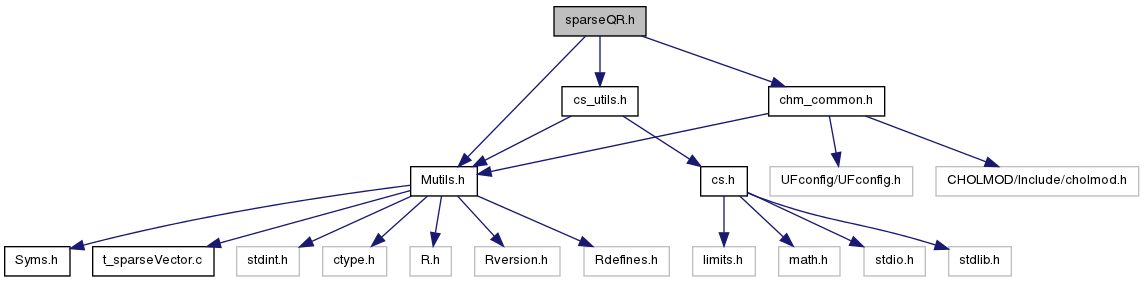 sparseQR.h
cs_utils.h
chm_common.h
Mutils.h
cs.h
UFconfig/UFconfig.h
CHOLMOD/Include/cholmod.h
Syms.h
t_sparseVector.c
stdint.h
ctype.h
R.h
Rversion.h
Rdefines.h
limits.h
math.h
stdio.h
stdlib.h